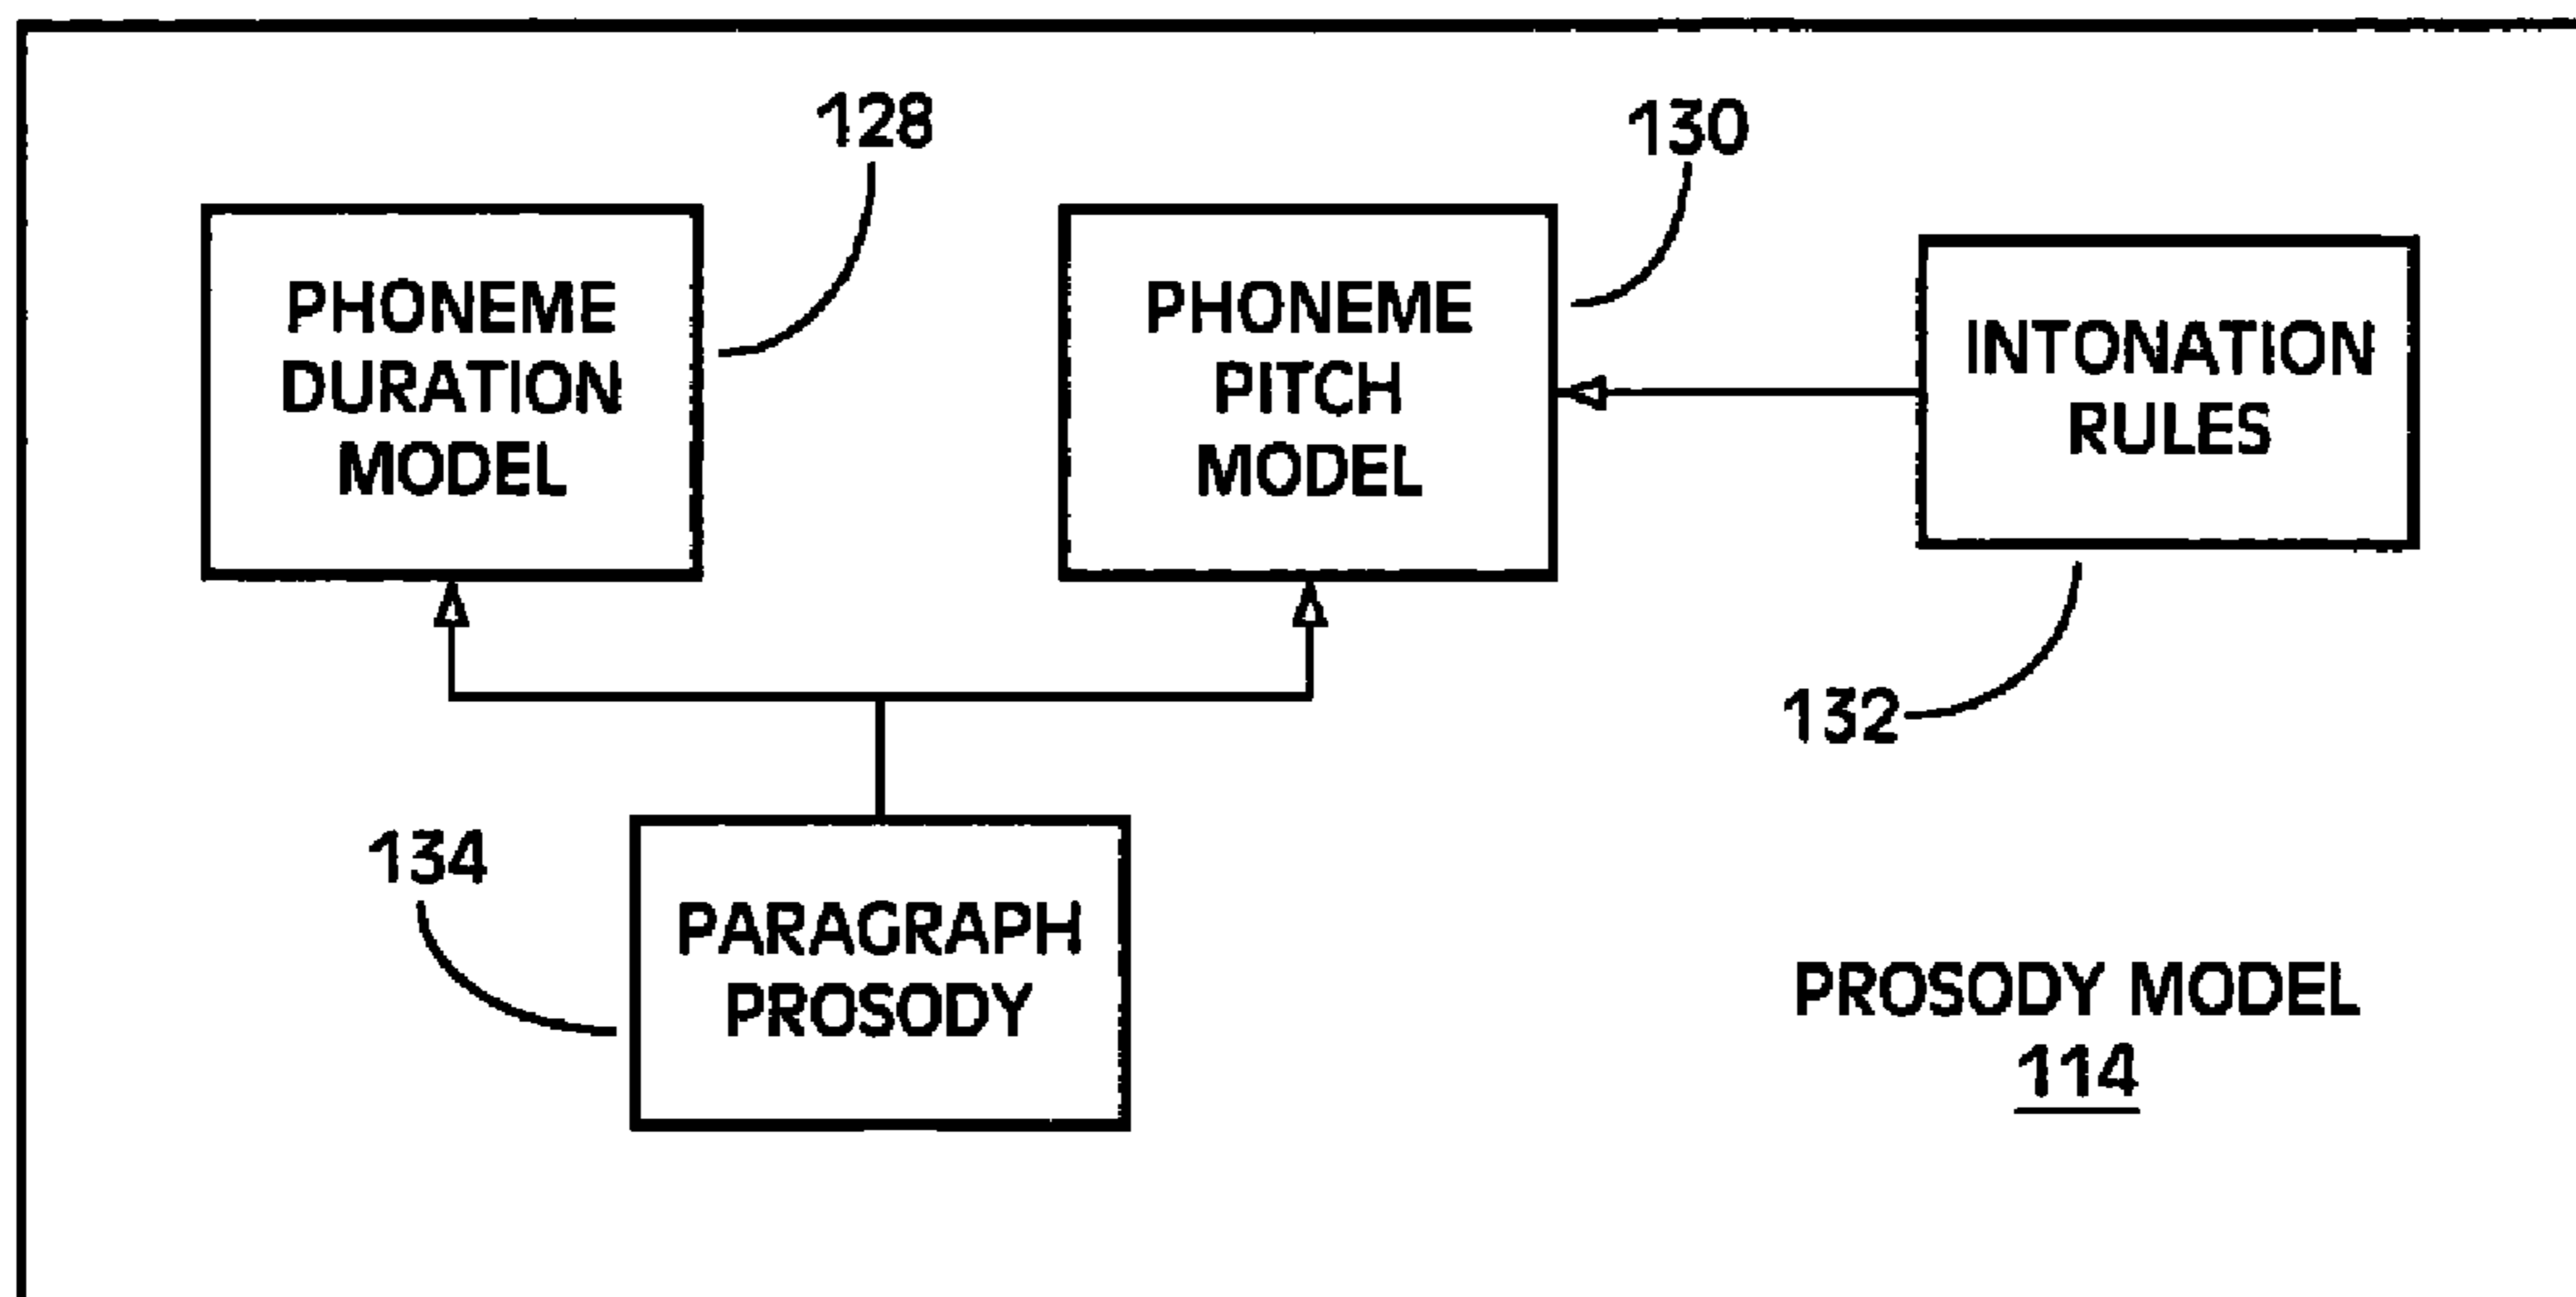 128
130
PHONEME
DURATION
MODEL
PHONEME
PITCH
MODEL
INTONATION
RULES
132
134
PARAGRAPH
PROSODY
PROSODY MODEL
114